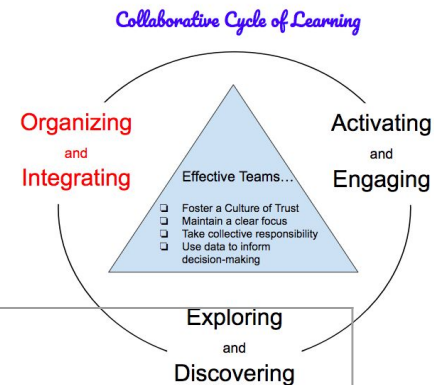 Collaborative Cycle of Learning
Organizing
and
Integrating
Activating
and
Engaging
Effective Teams...
❏ Foster a Culture of Trust
❏ Maintain a clear focus
❏ Take collective responsibility
❏ Use data to inform
decision-making
Exploring
and
Discovering